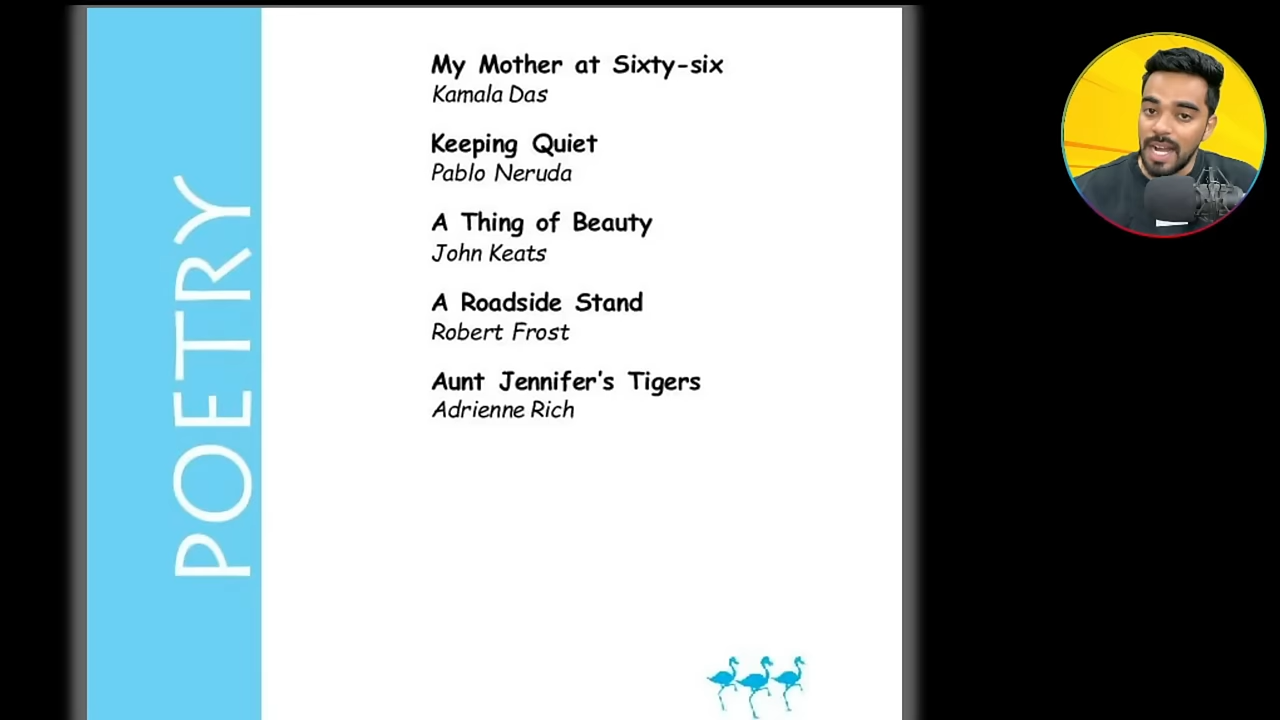 POETRY
My Mother at Sixty-six
Kamala Das
Keeping Quiet
Pablo Neruda
A Thing of Beauty
John Keats
A Roadside Stand
Robert Frost
Aunt Jennifer's Tigers
Adrienne Rich